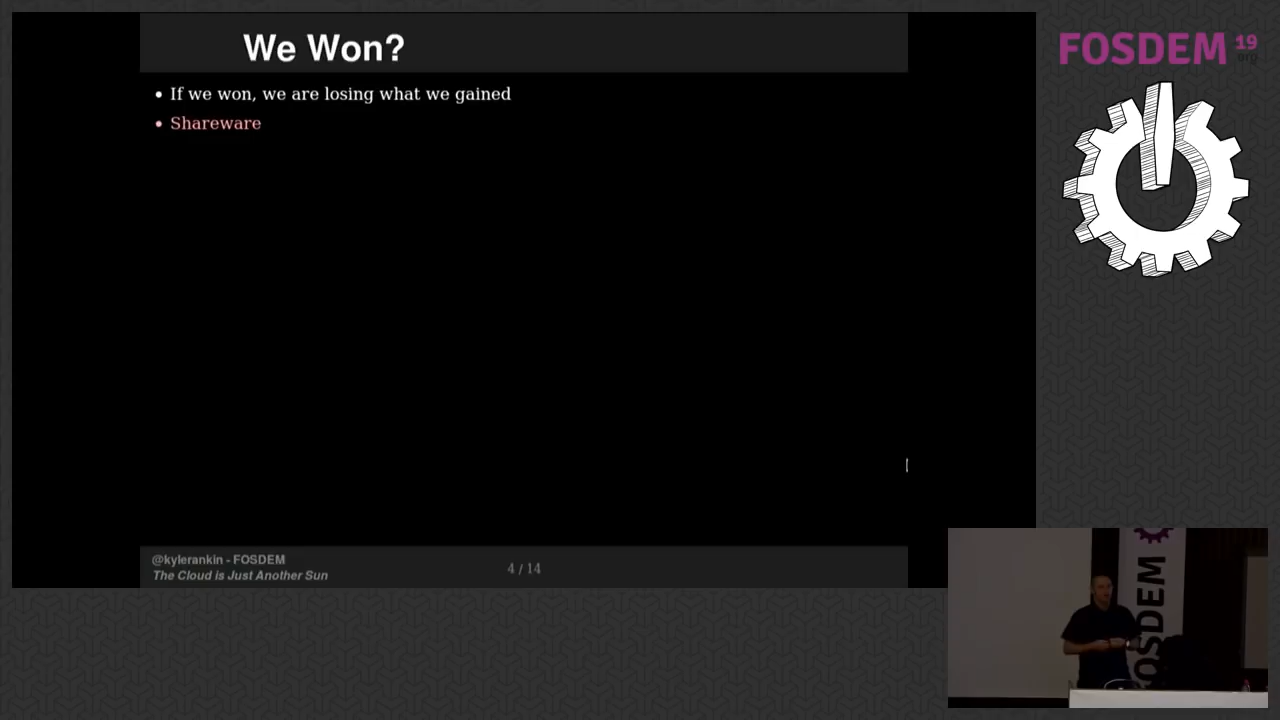 We Won?
• If we won, we are losing what we gained
• Shareware
@kylerankin - FOSDEM
The Cloud is Just Another Sun
4 / 14
FOSDEM 19
.org
FOSDEM